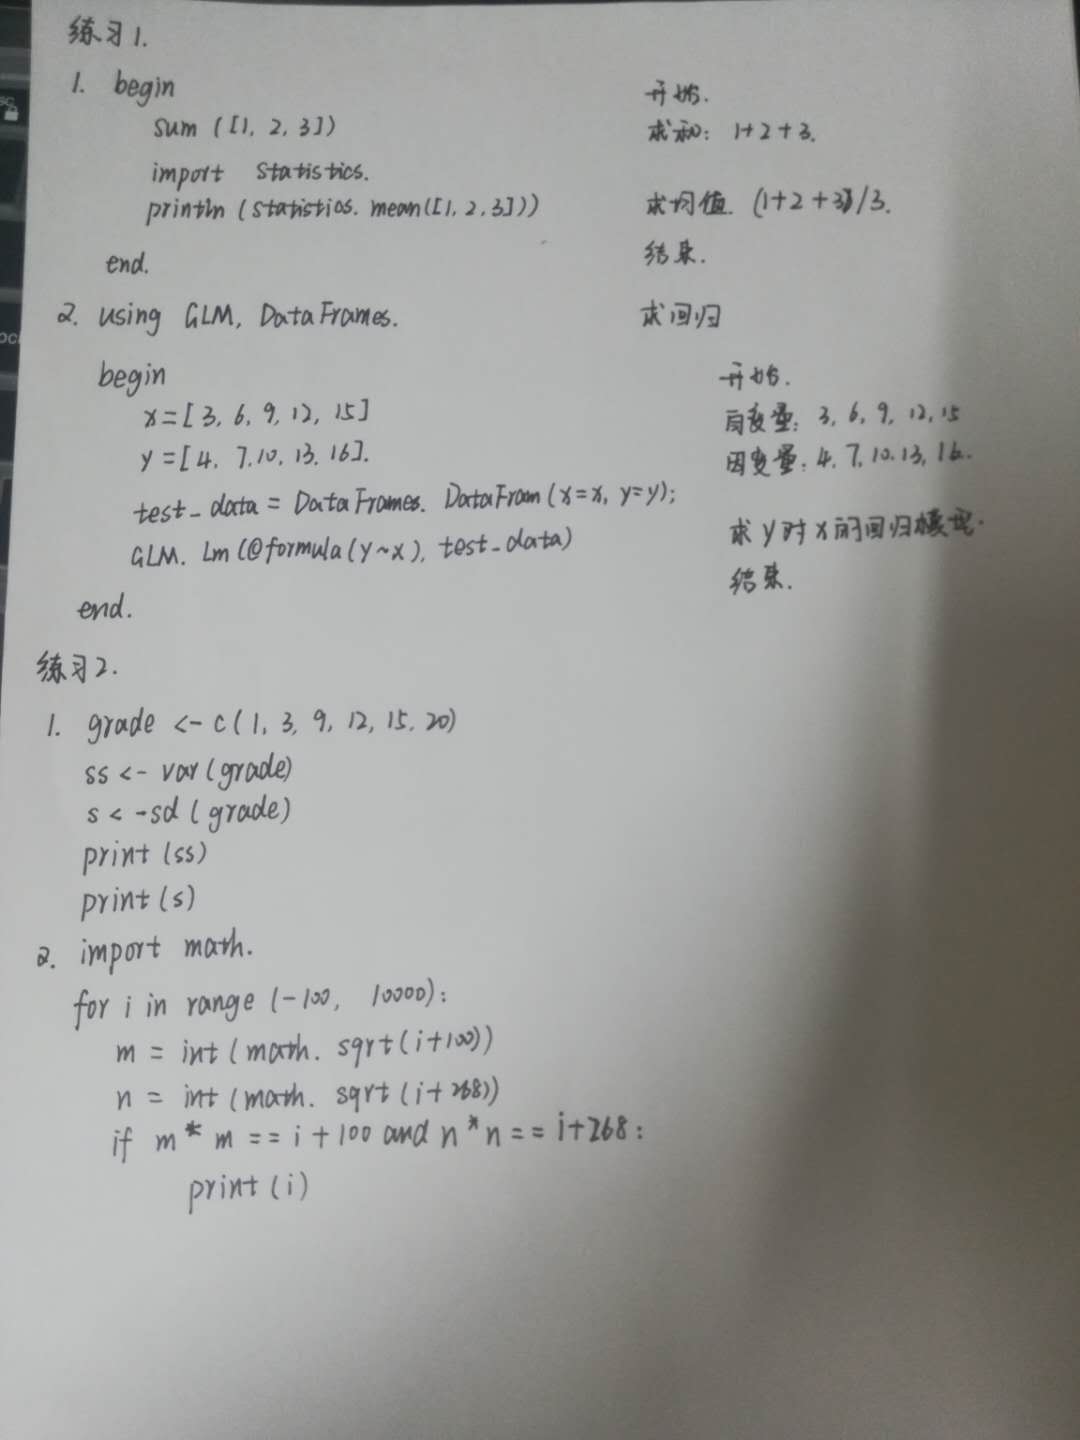 练习1.
1. begin 开始.
sum ([1, 2, 3]) 求和: 1+2+3.
import statistics.
println (statistics. mean([1, 2, 3])) 求均值. (1+2+3)/3.
end. 结果.
2. using GLM, DataFrames. 求回归
begin 开始.
x=[3, 6, 9, 12, 15] 自变量: 3, 6, 9, 12, 15
y=[4, 7, 10, 13, 16]. 因变量: 4, 7, 10, 13, 16.
test_data = DataFrames. DataFram (x=x, y=y);
GLM. Lm (@formula(y~x), test_data) 求y对x的回归模型.
end. 结果.
练习2.
1. grade <- c(1, 3, 9, 12, 15, 20)
ss <- var(grade)
s <-sd (grade)
print (ss)
print (s)
2. import math.
for i in range (-100, 10000):
m = int (math. sqrt(i+100))
n = int (math. sqrt (i+268))
if m*m == i+100 and n*n == i+268:
print (i)